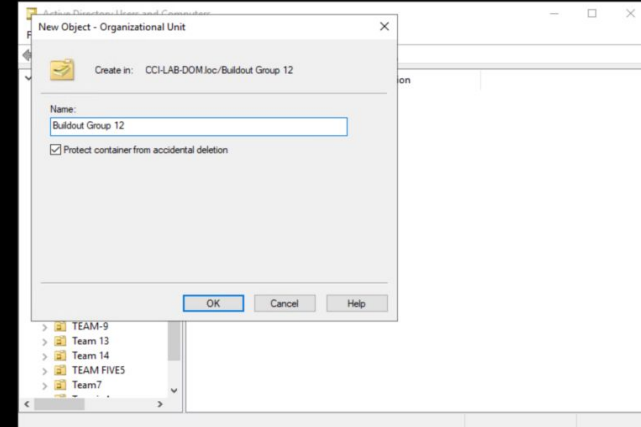 Active Directory Users and Computers
New Object - Organizational Unit
F
Create in: CCI-LAB-DOM.loc/Buildout Group 12
on
Name:
Buildout Group 12
Protect container from accidental deletion
OK Cancel Help
TEAM-9
Team 13
Team 14
TEAM FIVE5
Team7